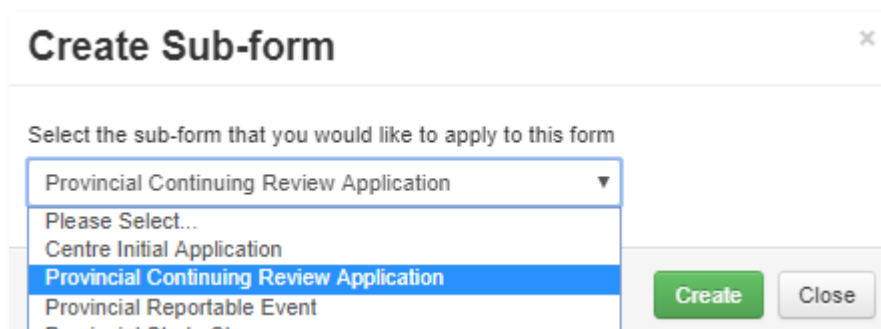 Create Sub-form ×
Select the sub-form that you would like to apply to this form
Provincial Continuing Review Application
Please Select...
Centre Initial Application
Provincial Continuing Review Application
Provincial Reportable Event
Create Close